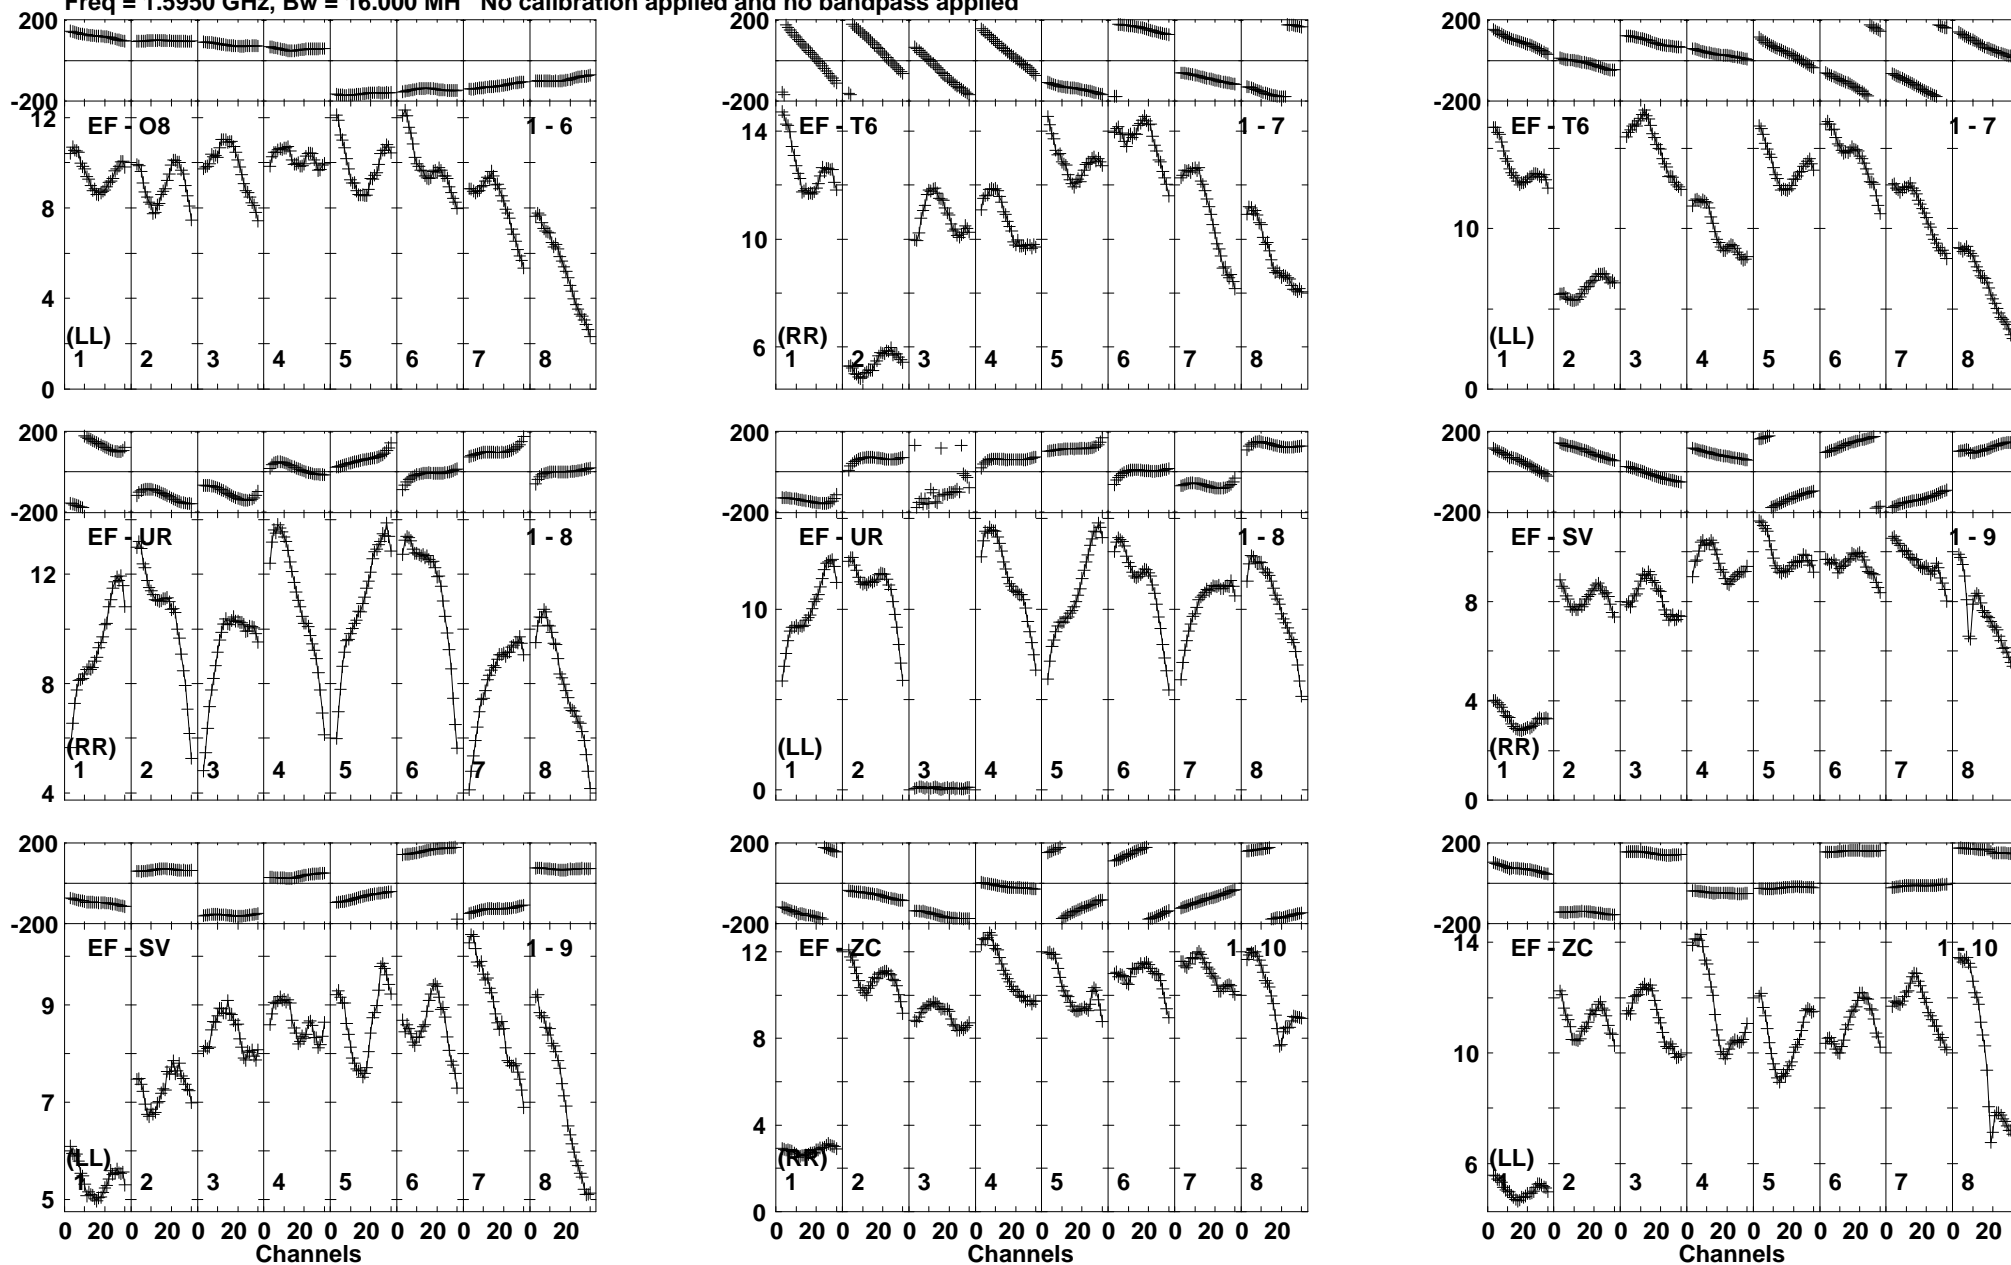 Freq = 1.5950 GHz, Bw = 16.000 MH No calibration applied and no bandpass applied
200
-200
EF - O8 1 - 6
12
8
4
0
(LL)
1 2 3 4 5 6 7 8
200
-200
EF - T6 1 - 7
14
10
6
(RR)
1 2 3 4 5 6 7 8
200
-200
EF - T6 1 - 7
10
0
(LL)
1 2 3 4 5 6 7 8
200
-200
EF - UR 1 - 8
12
8
4
(RR)
1 2 3 4 5 6 7 8
200
-200
EF - UR 1 - 8
10
0
(LL)
1 2 3 4 5 6 7 8
200
-200
EF - SV 1 - 9
8
4
0
(RR)
1 2 3 4 5 6 7 8
200
-200
EF - SV 1 - 9
9
7
5
(LL)
1 2 3 4 5 6 7 8
0 20 0 20 0 20 0 20 0 20 0 20 0 20 0 20
Channels
200
-200
EF - ZC 1 - 10
12
8
4
0
(RR)
1 2 3 4 5 6 7 8
0 20 0 20 0 20 0 20 0 20 0 20 0 20 0 20
Channels
200
-200
EF - ZC 1 - 10
14
10
6
(LL)
1 2 3 4 5 6 7 8
0 20 0 20 0 20 0 20 0 20 0 20 0 20 0 20
Channels